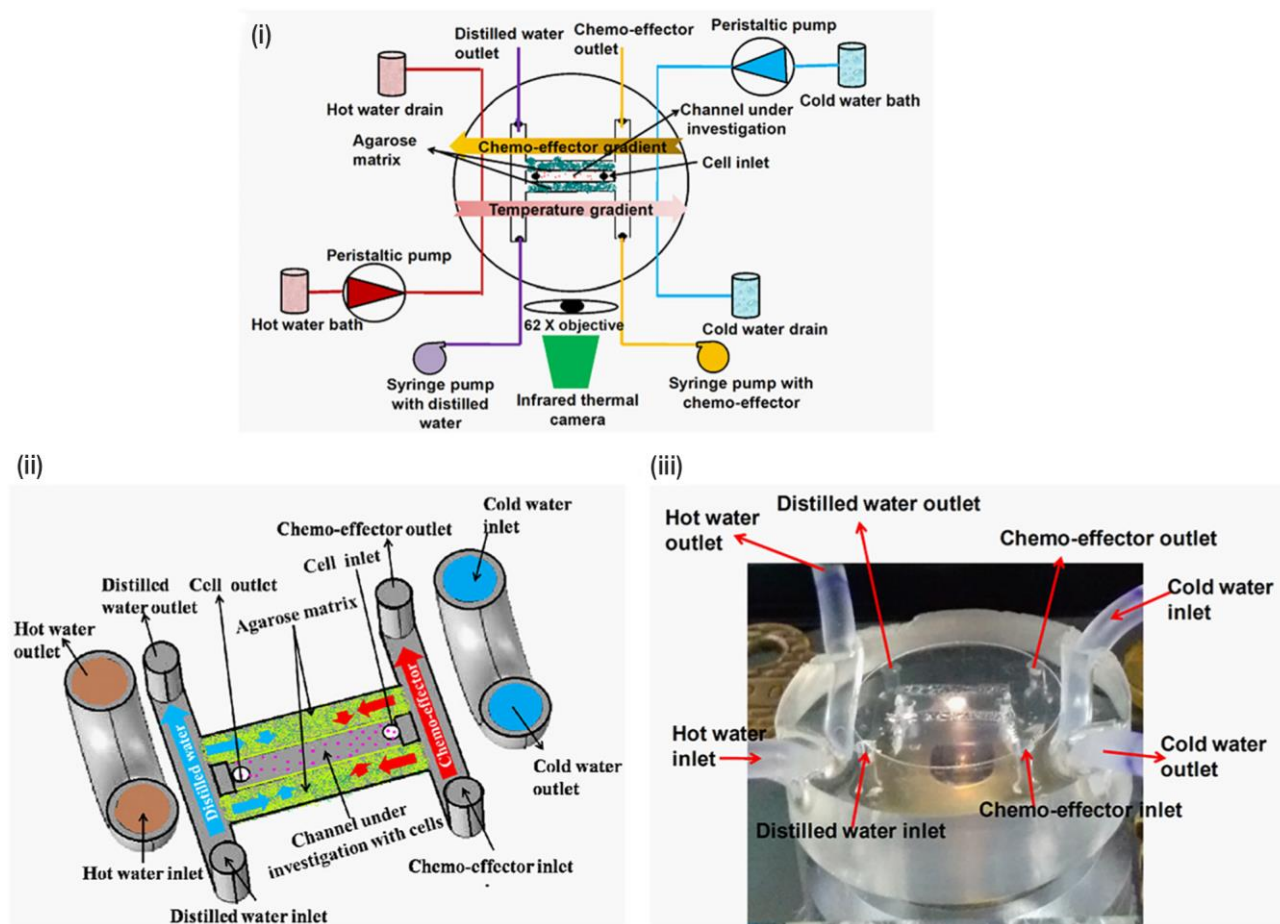 (i)
Distilled water
outlet
Chemo-effector
outlet
Peristaltic pump
Hot water drain
Cold water bath
Channel under
investigation
Agarose
matrix
Chemo-effector gradient
Cell inlet
Temperature gradient
Peristaltic pump
Hot water bath
62 X objective
Cold water drain
Syringe pump
with distilled
water
Infrared thermal
camera
Syringe pump with
chemo-effector
(ii)
Cold water
inlet
Chemo-effector outlet
Cell inlet
Distilled
water outlet
Cell outlet
Agarose matrix
Hot water
outlet
Distilled water
Chemo-effector
Cold water
outlet
Channel under
investigation with cells
Hot water inlet
Chemo-effector inlet
Distilled water inlet
(iii)
Distilled water outlet
Hot water
outlet
Chemo-effector outlet
Cold water
inlet
Hot water
inlet
Cold water
outlet
Chemo-effector inlet
Distilled water inlet